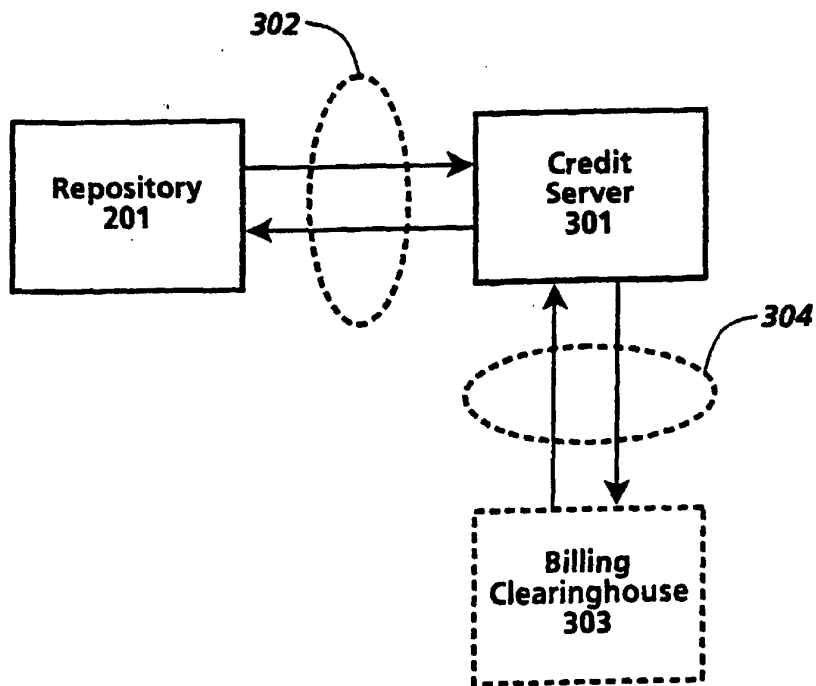 302
Repository
201
Credit
Server
301
304
Billing
Clearinghouse
303